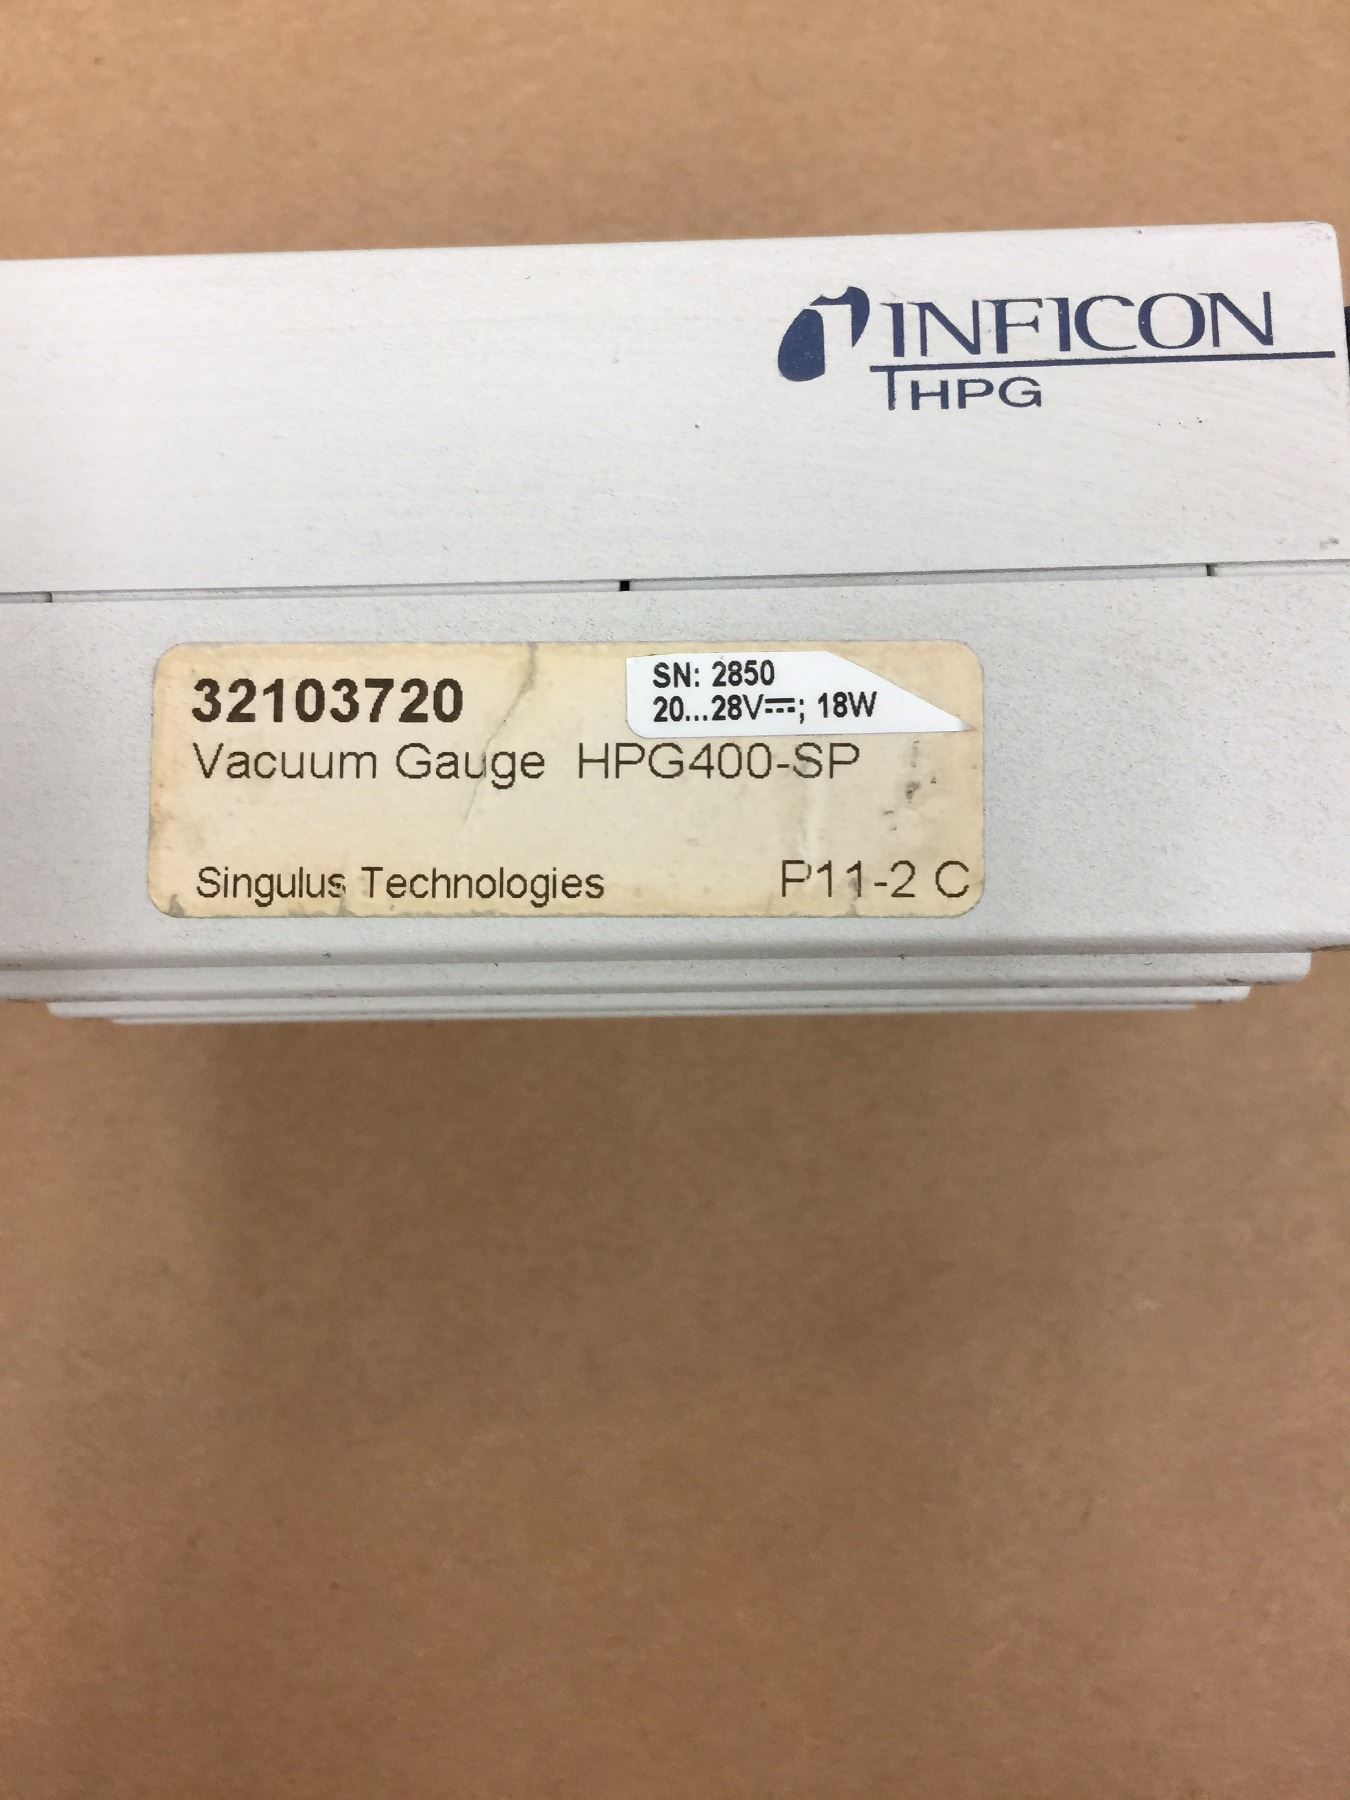 INFICON
HPG
32103720
SN: 2850
20...28V⎓; 18W
Vacuum Gauge HPG400-SP
Singulus Technologies P11-2 C